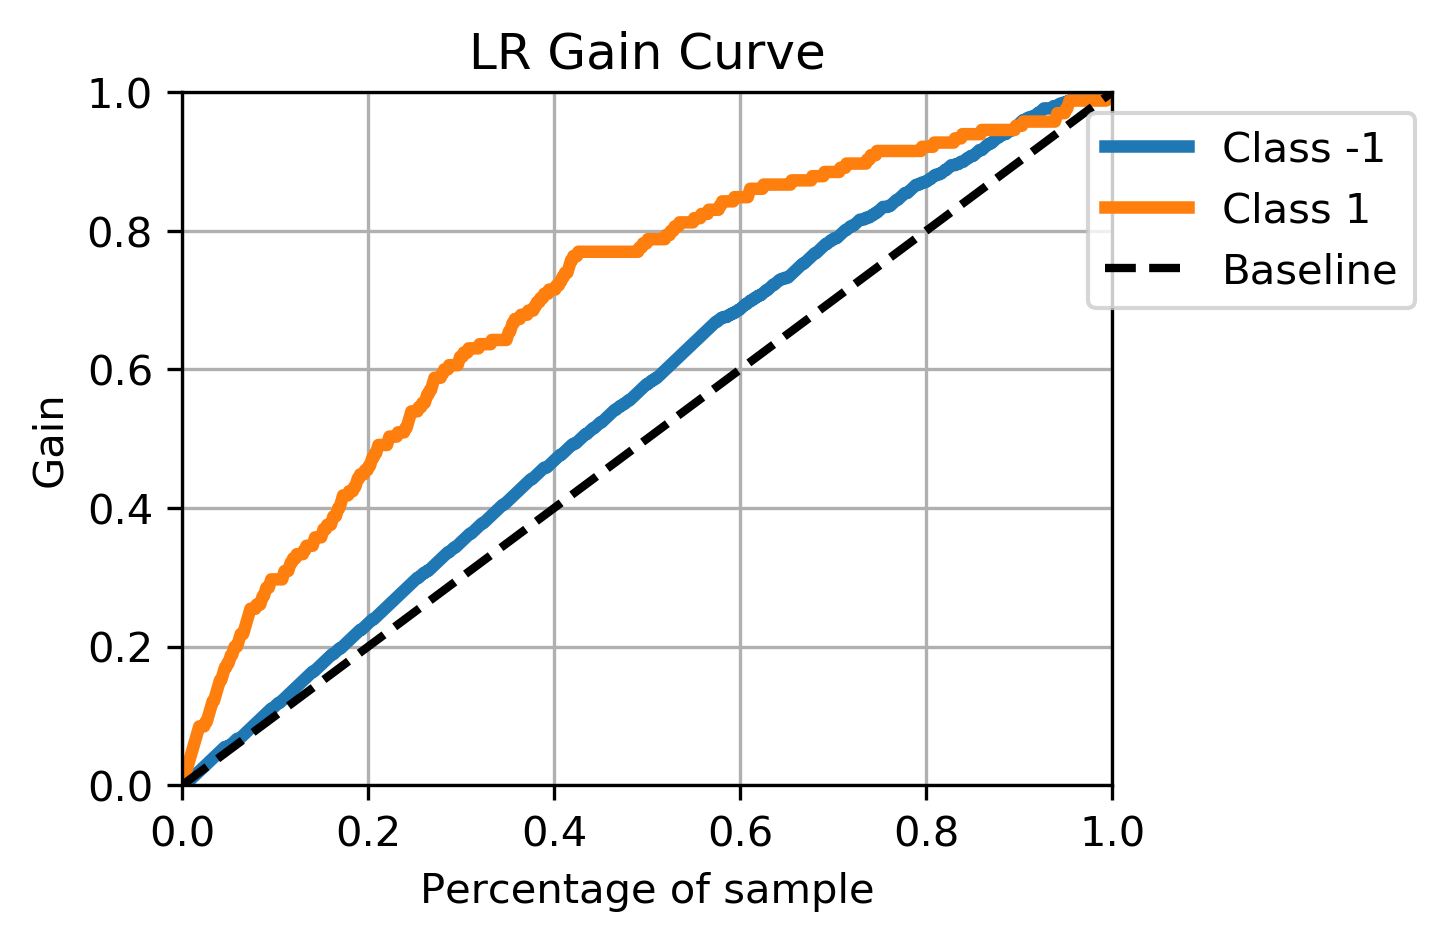 LR Gain Curve
1.0
0.8
0.6
0.4
0.2
0.0
Gain
0.0 0.2 0.4 0.6 0.8 1.0
Percentage of sample
Class -1
Class 1
Baseline